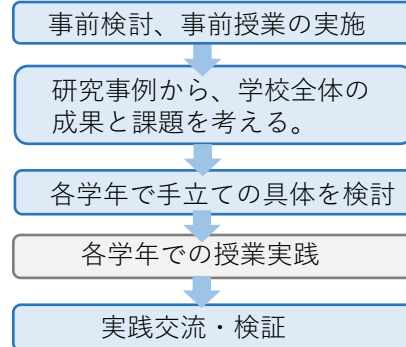 事前検討、事前授業の実施
研究事例から、学校全体の
成果と課題を考える。
各学年で手立ての具体を検討
各学年での授業実践
実践交流・検証